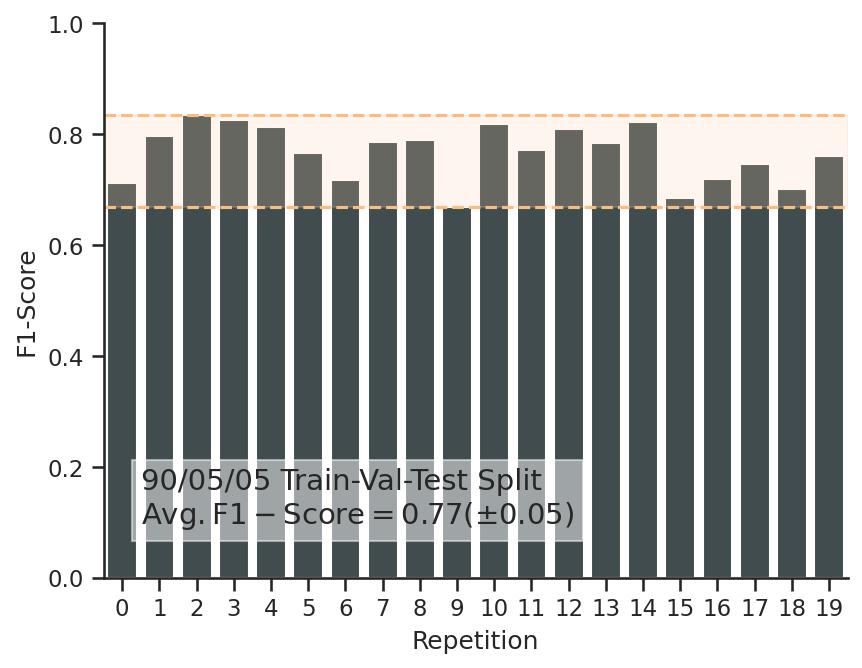 1.0
0.8
0.6
0.4
0.2
0.0
F1-Score
90/05/05 Train-Val-Test Split
Avg. F1 − Score = 0.77(±0.05)
0 1 2 3 4 5 6 7 8 9 10 11 12 13 14 15 16 17 18 19
Repetition